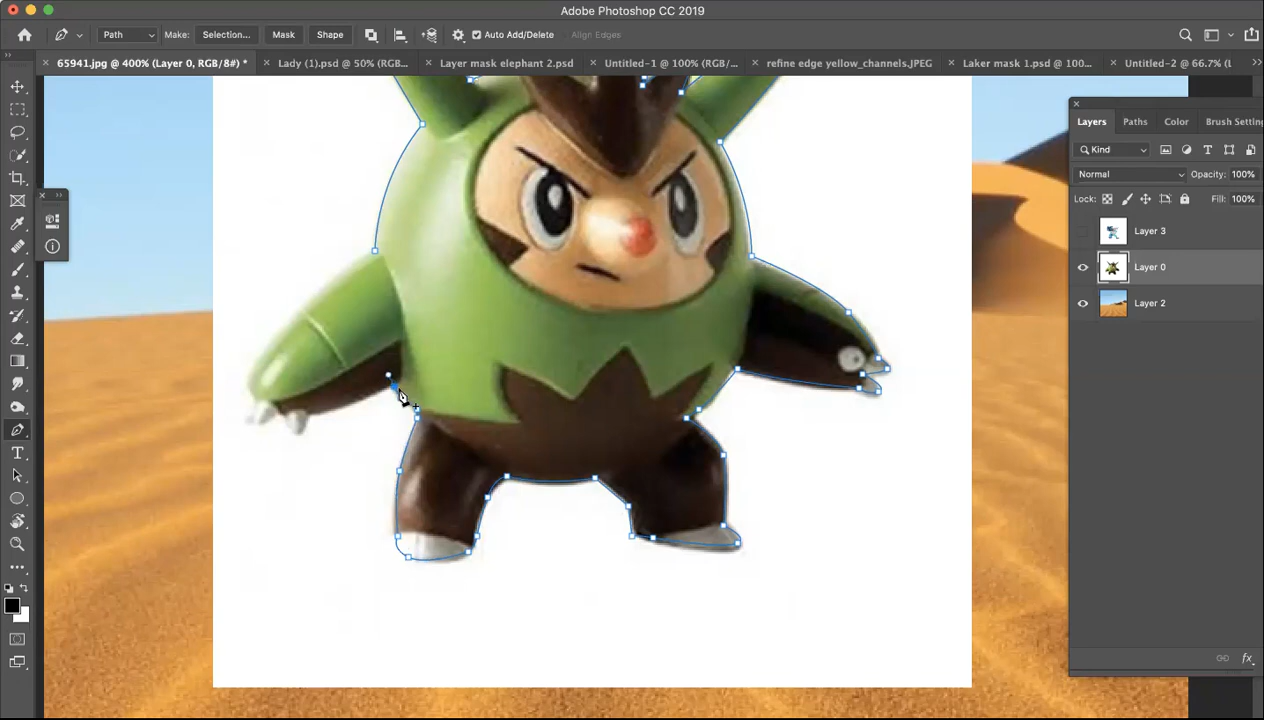 Adobe Photoshop CC 2019
Path Make: Selection... Mask Shape Auto Add/Delete Align Edges
65941.jpg @ 400% (Layer 0, RGB/8#) * Lady (1).psd @ 50% (RGB... Layer mask elephant 2.psd Untitled-1 @ 100% (RGB/... refine edge yellow_channels.JPEG Laker mask 1.psd @ 100... Untitled-2 @ 66.7% (L
Layers Paths Color Brush Setting
Kind
Normal Opacity: 100%
Lock: Fill: 100%
Layer 3
Layer 0
Layer 2
fx